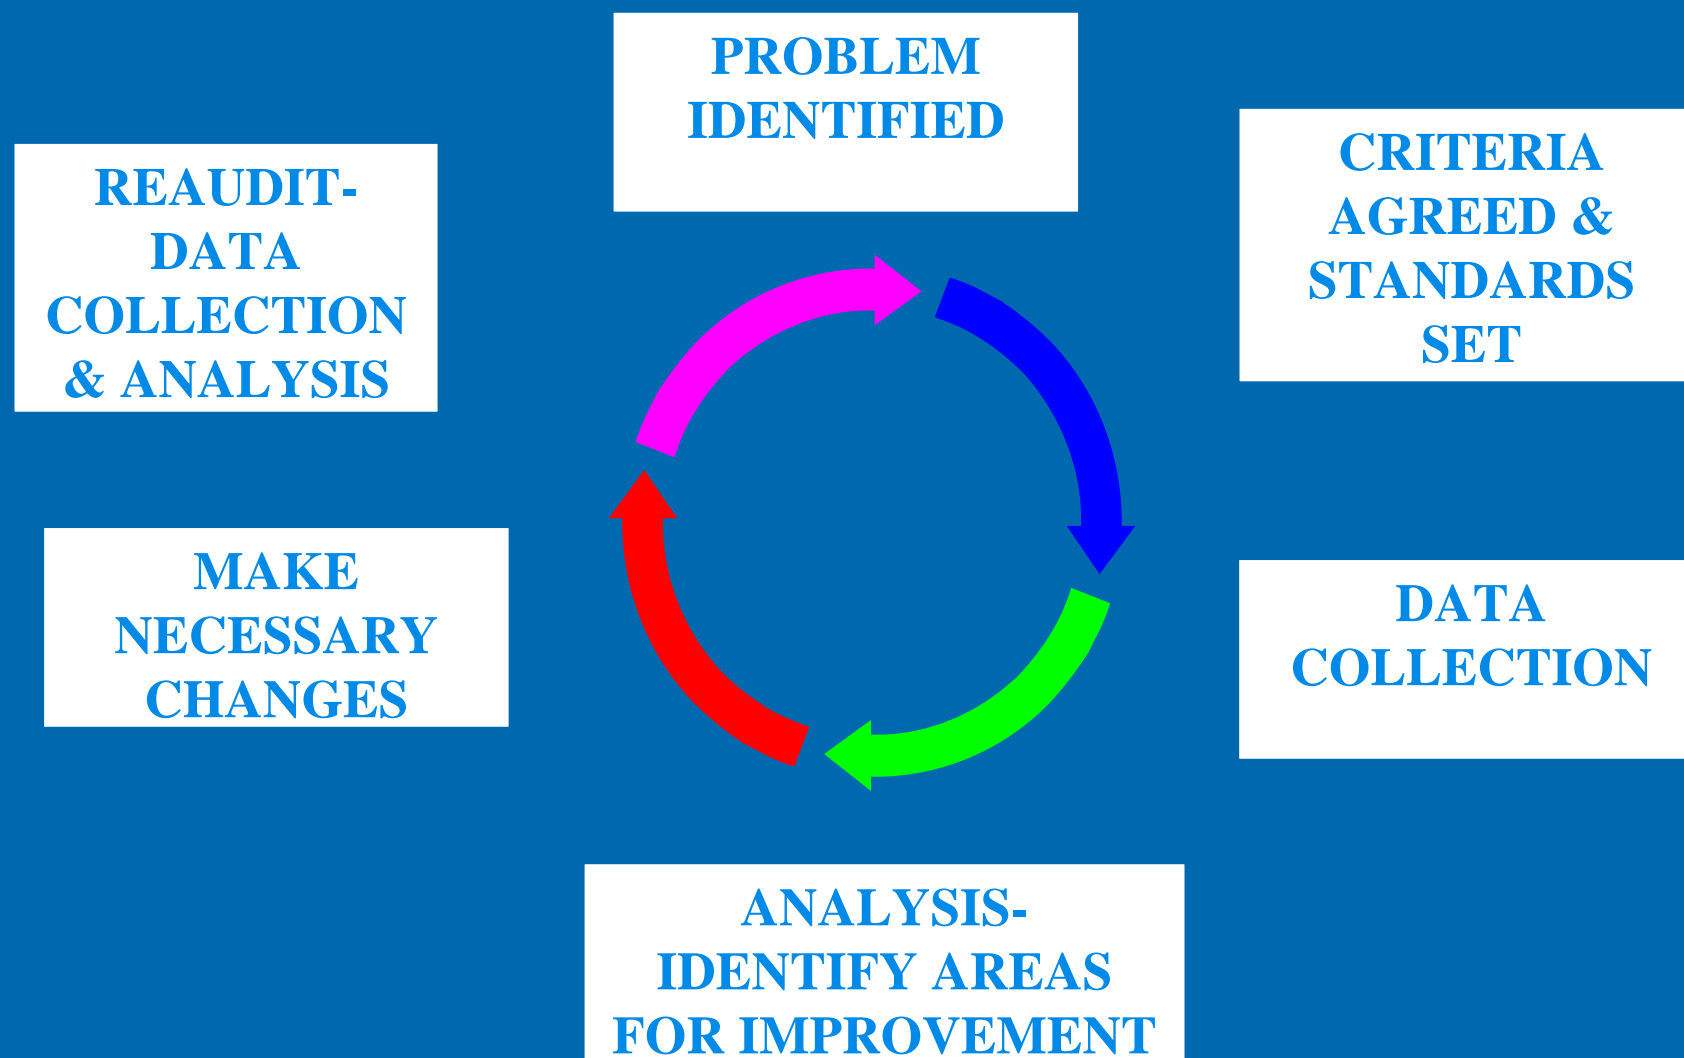 PROBLEM
IDENTIFIED
CRITERIA
AGREED &
STANDARDS
SET
DATA
COLLECTION
ANALYSIS-
IDENTIFY AREAS
FOR IMPROVEMENT
MAKE
NECESSARY
CHANGES
REAUDIT-
DATA
COLLECTION
& ANALYSIS